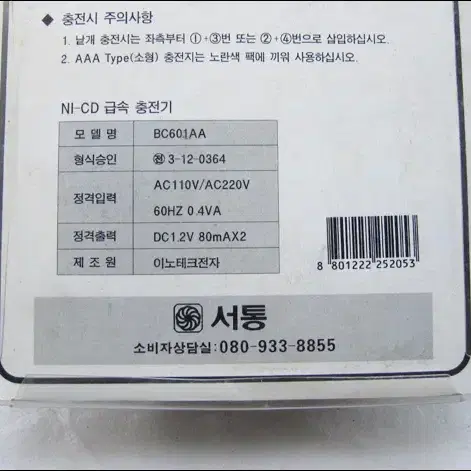 ◆ 충전시 주의사항
1. 낱개 충전시는 좌측부터 ①+③번 또는 ②+④번으로 삽입하십시오.
2. AAA Type(소형) 충전지는 노란색 팩에 끼워 사용하십시오.
NI-CD 급속 충전기
모 델 명 BC601AA
형식승인 ㉓ 3-12-0364
정격입력 AC110V/AC220V
60HZ 0.4VA
정격출력 DC1.2V 80mAX2
제 조 원 이노테크전자
8 801222 252053
서통
소비자상담실: 080-933-8855